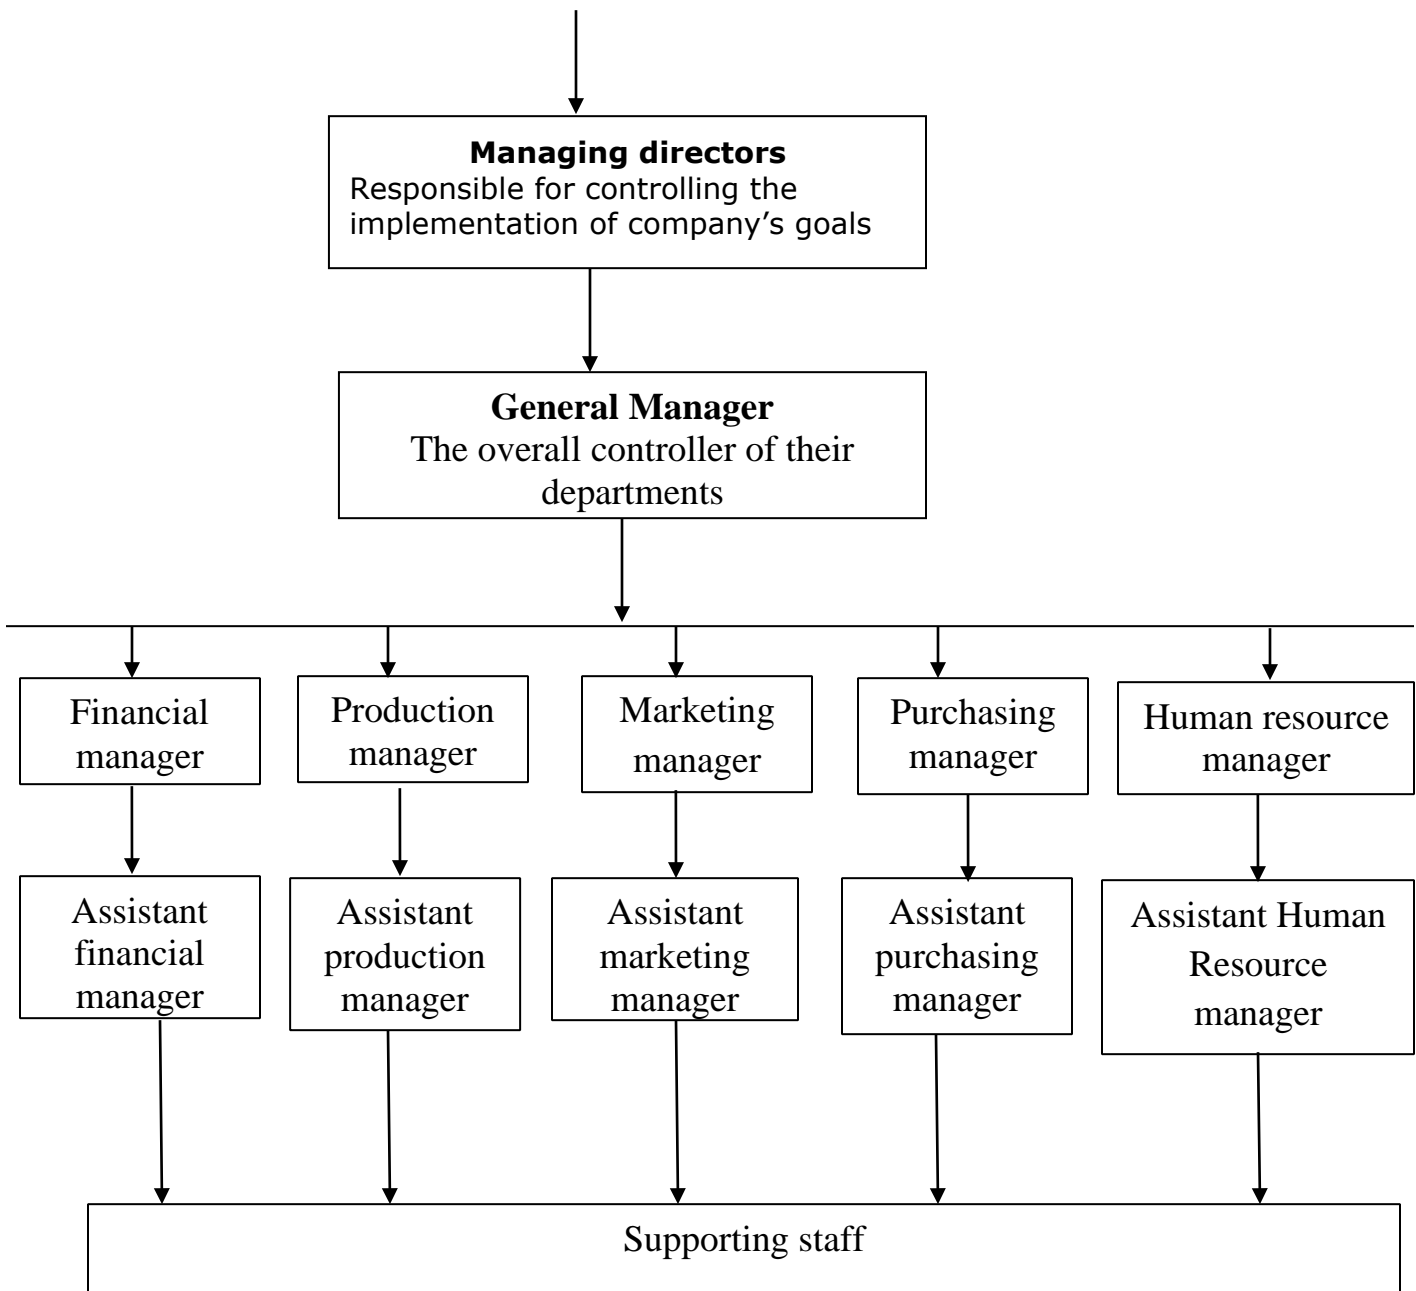 Managing directors
Responsible for controlling the
implementation of company’s goals
General Manager
The overall controller of their
departments
Financial
manager
Production
manager
Marketing
manager
Purchasing
manager
Human resource
manager
Assistant
financial
manager
Assistant
production
manager
Assistant
marketing
manager
Assistant
purchasing
manager
Assistant Human
Resource
manager
Supporting staff